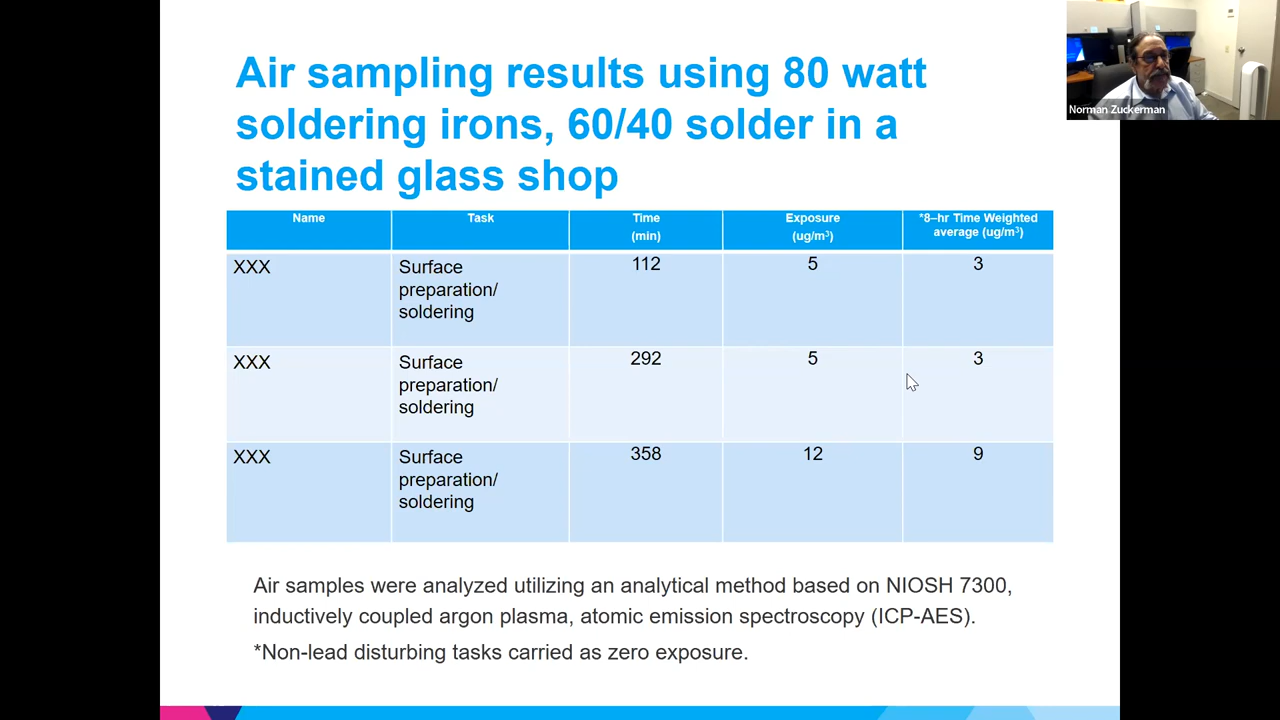 Air sampling results using 80 watt
soldering irons, 60/40 solder in a
stained glass shop
Norman Zuckerman
Name Task Time (min) Exposure (ug/m³) *8–hr Time Weighted average (ug/m³)
XXX Surface preparation/ soldering 112 5 3
XXX Surface preparation/ soldering 292 5 3
XXX Surface preparation/ soldering 358 12 9
Air samples were analyzed utilizing an analytical method based on NIOSH 7300,
inductively coupled argon plasma, atomic emission spectroscopy (ICP-AES).
*Non-lead disturbing tasks carried as zero exposure.